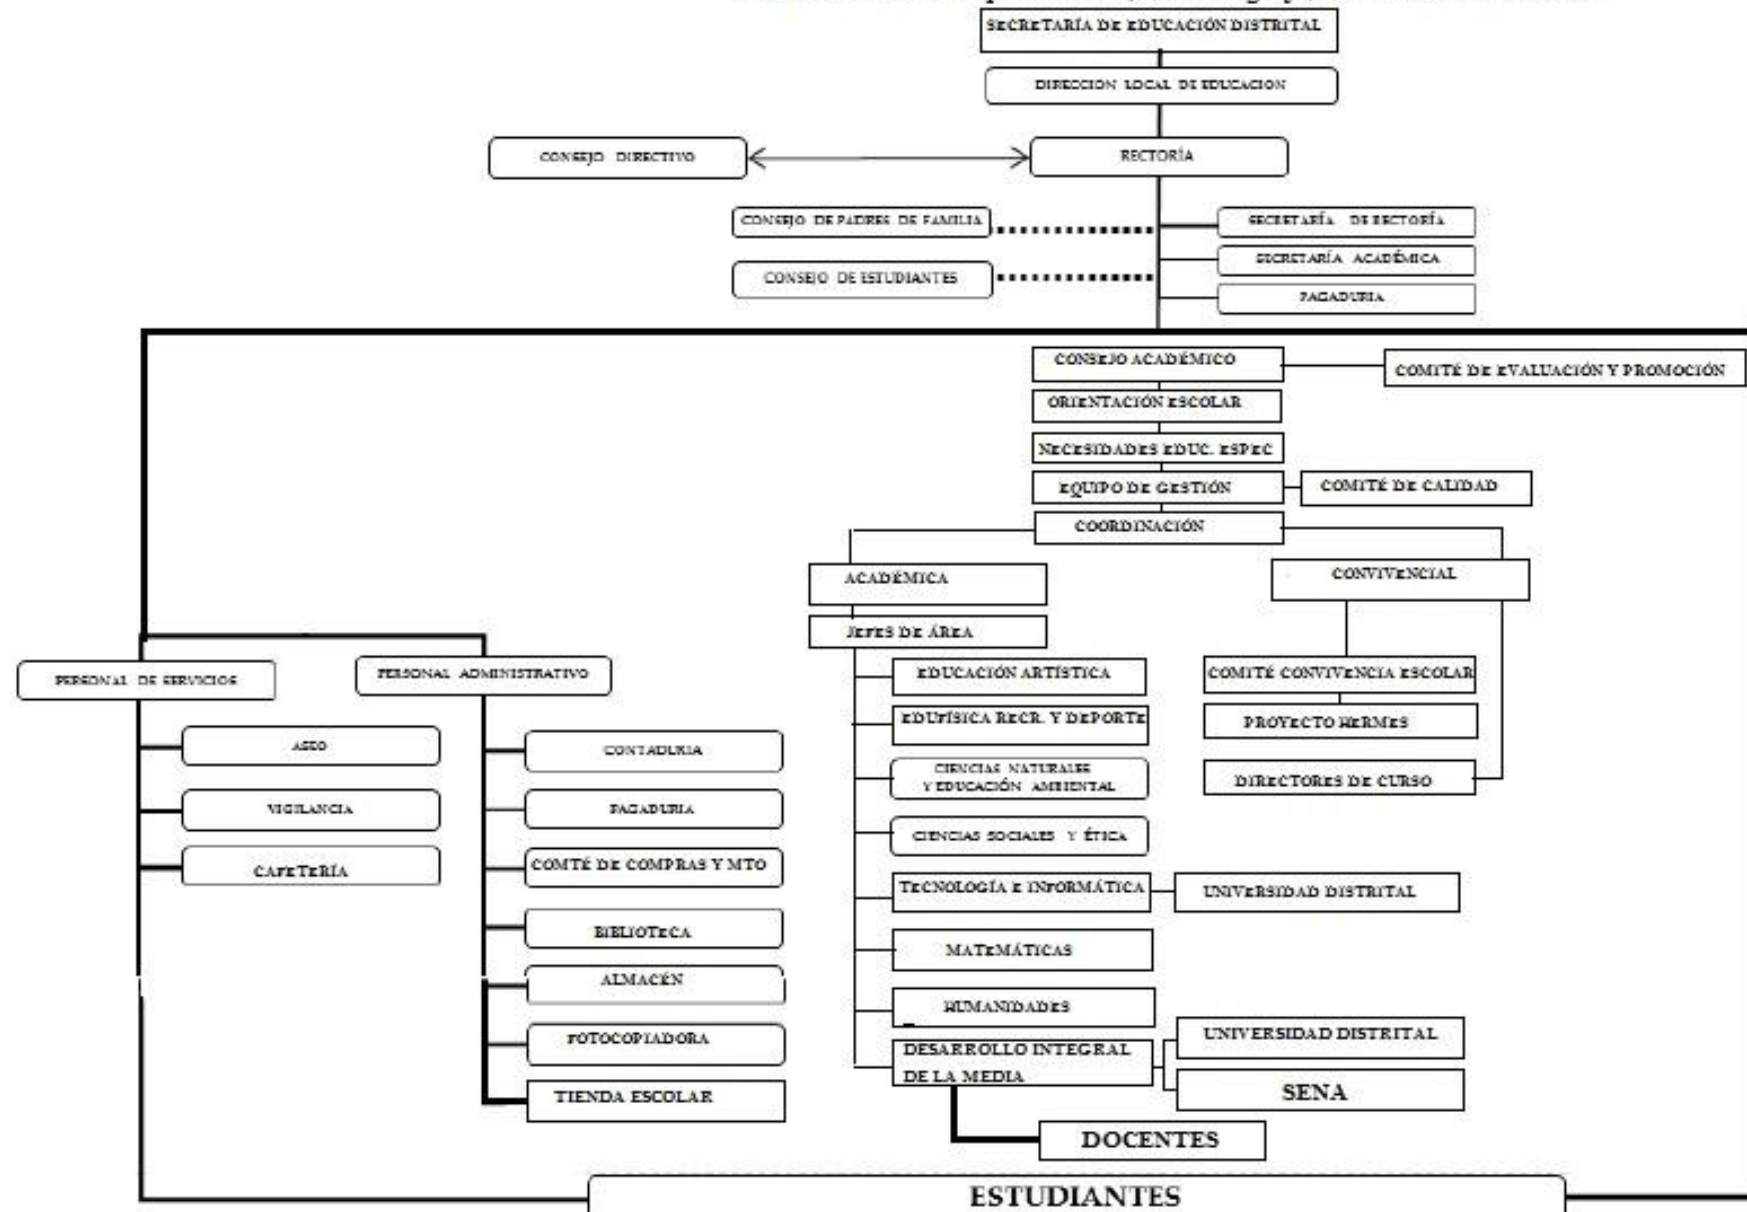 SECRETARÍA DE EDUCACIÓN DISTRITAL
DIRECCION LOCAL DE EDUCACION
CONSEJO DIRECTIVO
RECTORÍA
CONSEJO DE PADRES DE FAMILIA
SECRETARÍA DE RECTORÍA
SECRETARÍA ACADÉMICA
CONSEJO DE ESTUDIANTES
PAGADURIA
CONSEJO ACADÉMICO
COMITÉ DE EVALUACIÓN Y PROMOCIÓN
ORIENTACIÓN ESCOLAR
NECESIDADES EDUC. ESPEC
EQUIPO DE GESTIÓN
COMITÉ DE CALIDAD
COORDINACIÓN
ACADÉMICA
CONVIVENCIAL
JEFES DE ÁREA
PERSONAL DE SERVICIOS
PERSONAL ADMINISTRATIVO
EDUCACIÓN ARTÍSTICA
COMITÉ CONVIVENCIA ESCOLAR
EDUFÍSICA RECR. Y DEPORTE
PROYECTO HERMES
ASEO
CONTADURIA
CIENCIAS NATURALES
Y EDUCACIÓN AMBIENTAL
DIRECTORES DE CURSO
VIGILANCIA
PAGADURIA
CIENCIAS SOCIALES Y ÉTICA
CAFETERÍA
COMTÉ DE COMPRAS Y MTO
TECNOLOGÍA E INFORMÁTICA
UNIVERSIDAD DISTRITAL
BIBLIOTECA
MATEMÁTICAS
ALMACÉN
HUMANIDADES
FOTOCOPIADORA
DESARROLLO INTEGRAL
DE LA MEDIA
UNIVERSIDAD DISTRITAL
SENA
TIENDA ESCOLAR
DOCENTES
ESTUDIANTES